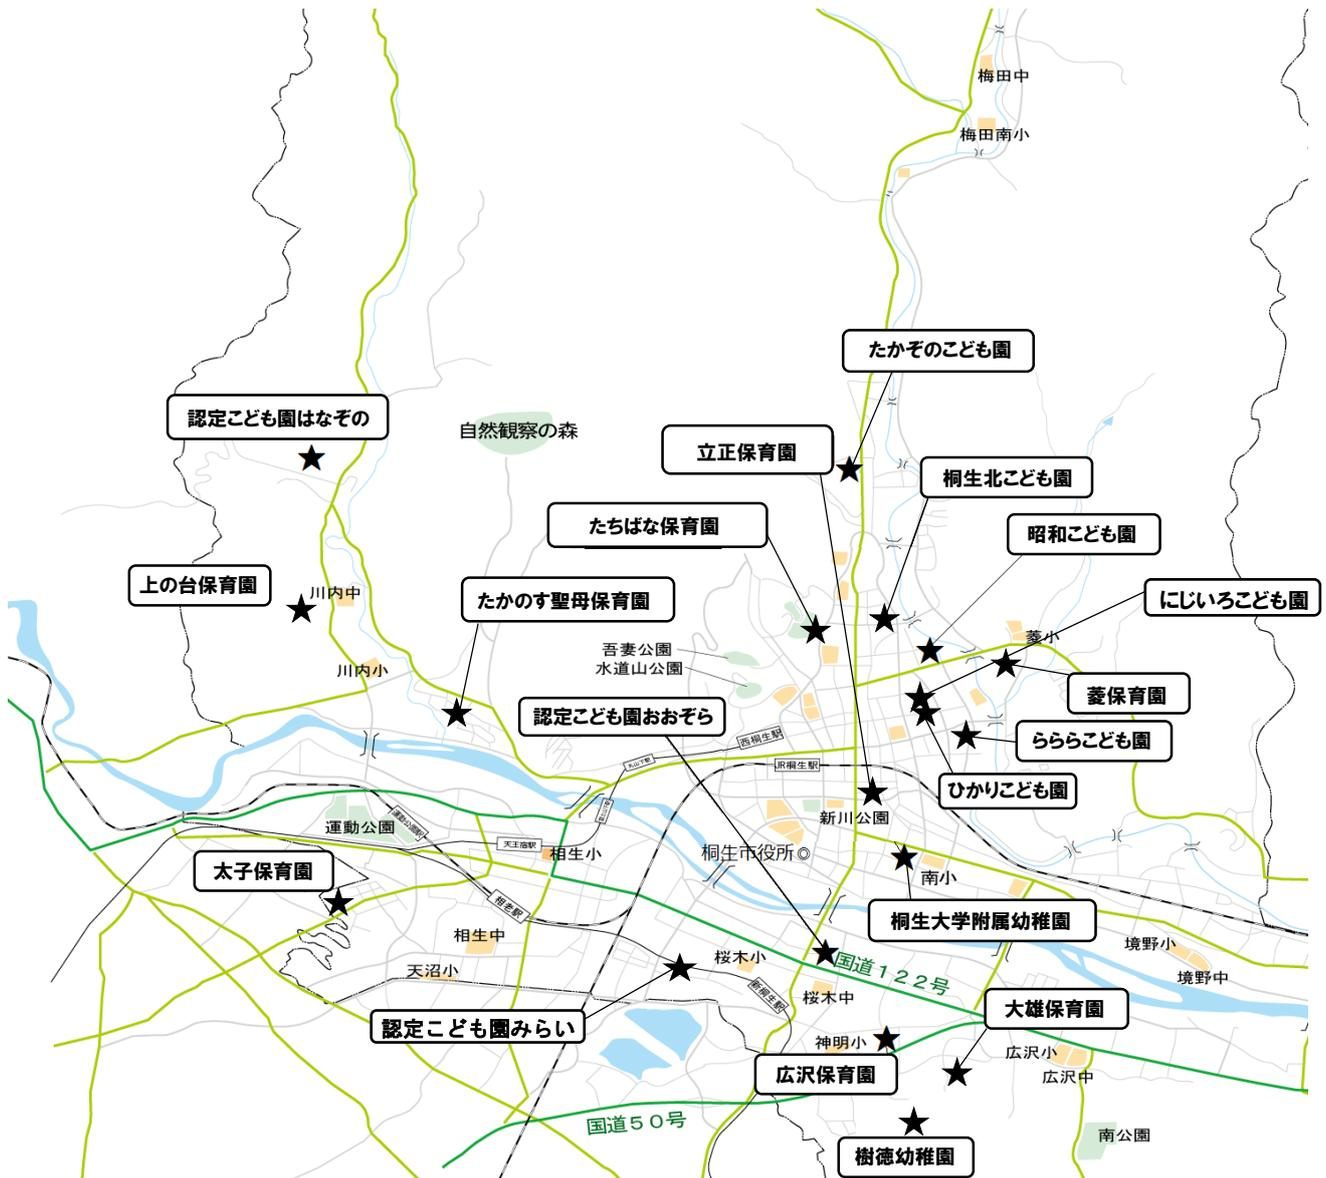 梅田中
梅田南小
たかぞのこども園
認定こども園はなぞの
自然観察の森
立正保育園
桐生北こども園
たちばな保育園
昭和こども園
上の台保育園
川内中
たかのす聖母保育園
にじいろこども園
菱小
吾妻公園
水道山公園
川内小
菱保育園
認定こども園おおぞら
西桐生駅
らららこども園
丸山下駅
JR桐生駅
ひかりこども園
新川公園
運動公園
運動公園駅
天王宿駅
相生小
桐生市役所◎
太子保育園
南小
相老駅
桐生大学附属幼稚園
相生中
境野小
天沼小
桜木小
国道122号
境野中
新桐生駅
桜木中
大雄保育園
認定こども園みらい
神明小
広沢小
広沢保育園
広沢中
国道50号
南公園
樹徳幼稚園